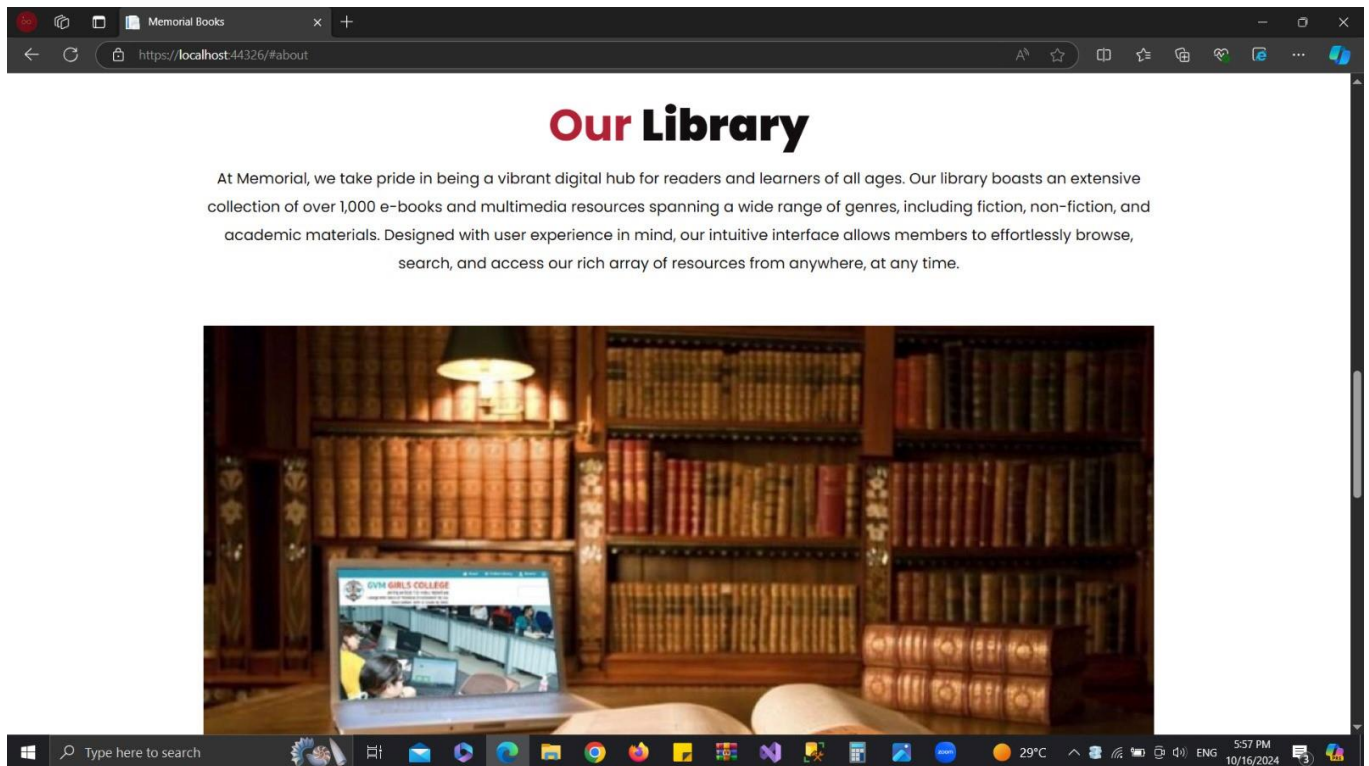 Memorial Books
https://localhost:44326/#about
Our Library
At Memorial, we take pride in being a vibrant digital hub for readers and learners of all ages. Our library boasts an extensive
collection of over 1,000 e-books and multimedia resources spanning a wide range of genres, including fiction, non-fiction, and
academic materials. Designed with user experience in mind, our intuitive interface allows members to effortlessly browse,
search, and access our rich array of resources from anywhere, at any time.
GVM GIRLS COLLEGE
Type here to search
zoom
29°C
ENG
5:57 PM
10/16/2024
3